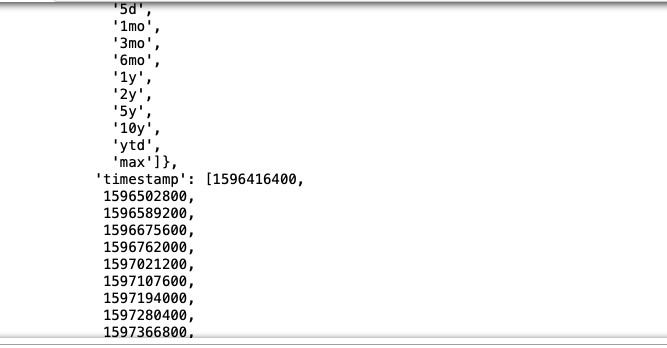 '5d',
'1mo',
'3mo',
'6mo',
'1y',
'2y',
'5y',
'10y',
'ytd',
'max']},
'timestamp': [1596416400,
1596502800,
1596589200,
1596675600,
1596762000,
1597021200,
1597107600,
1597194000,
1597280400,
1597366800,